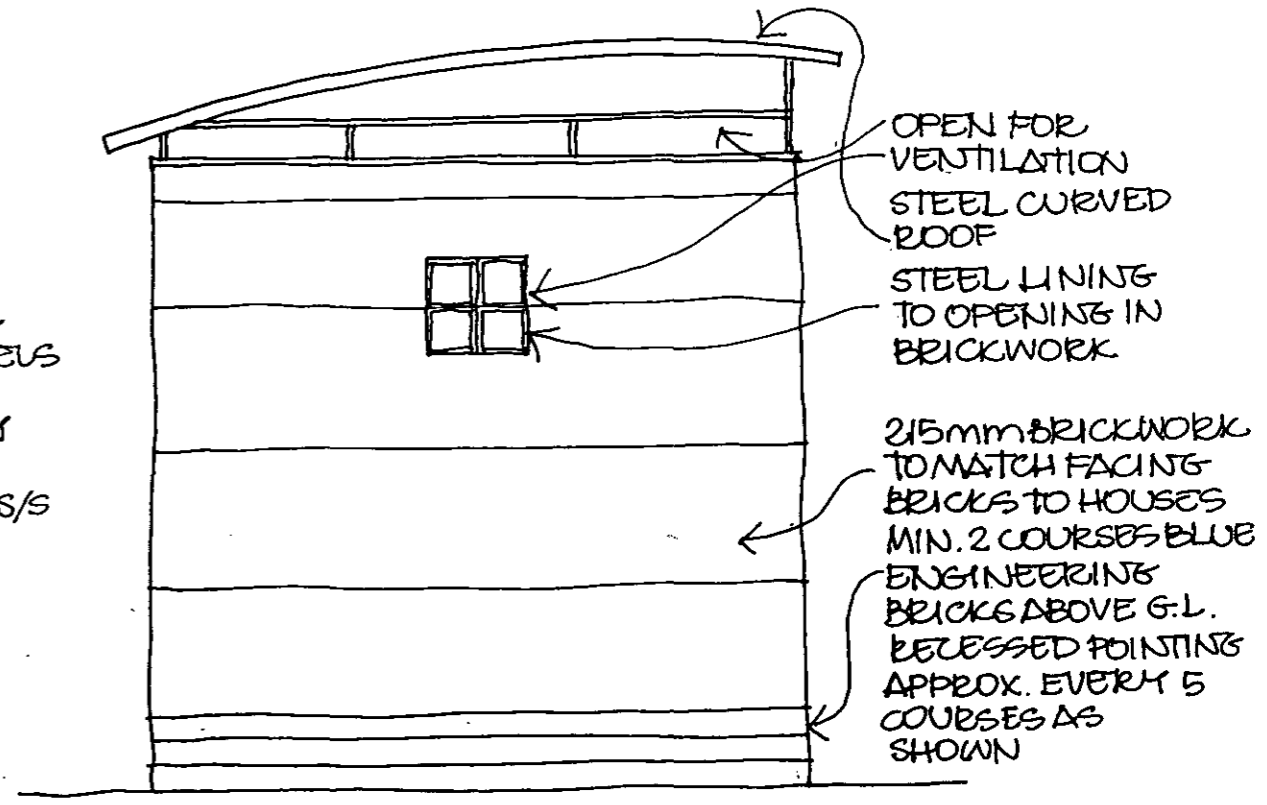 OPEN FOR
VENTILATION
STEEL CURVED
ROOF
STEEL LINING
TO OPENING IN
BRICKWORK
215mm BRICKWORK
TO MATCH FACING
BRICKS TO HOUSES
MIN. 2 COURSES BLUE
ENGINEERING
BRICKS ABOVE G.L.
RECESSED POINTING
APPROX. EVERY 5
COURSES AS
SHOWN
S/S